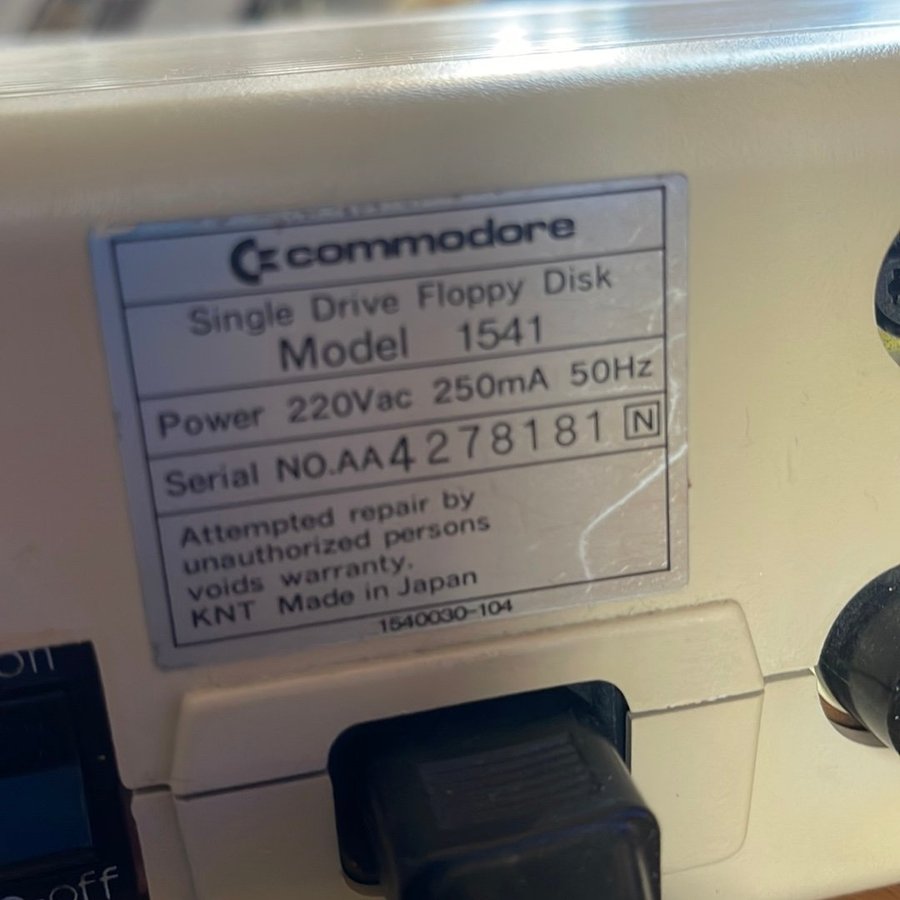 commodore
Single Drive Floppy Disk
Model 1541
Power 220Vac 250mA 50Hz
Serial NO.AA4278181 N
Attempted repair by
unauthorized persons
voids warranty.
KNT Made in Japan
1540030-104
on
off